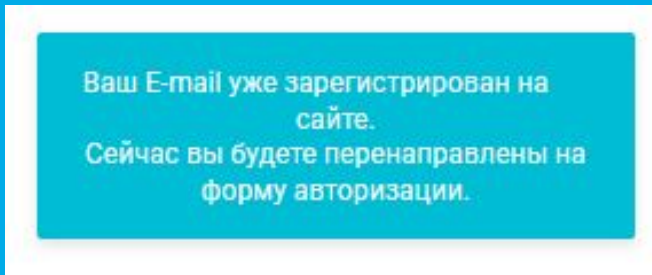 Ваш E-mail уже зарегистрирован на
сайте.
Сейчас вы будете перенаправлены на
форму авторизации.